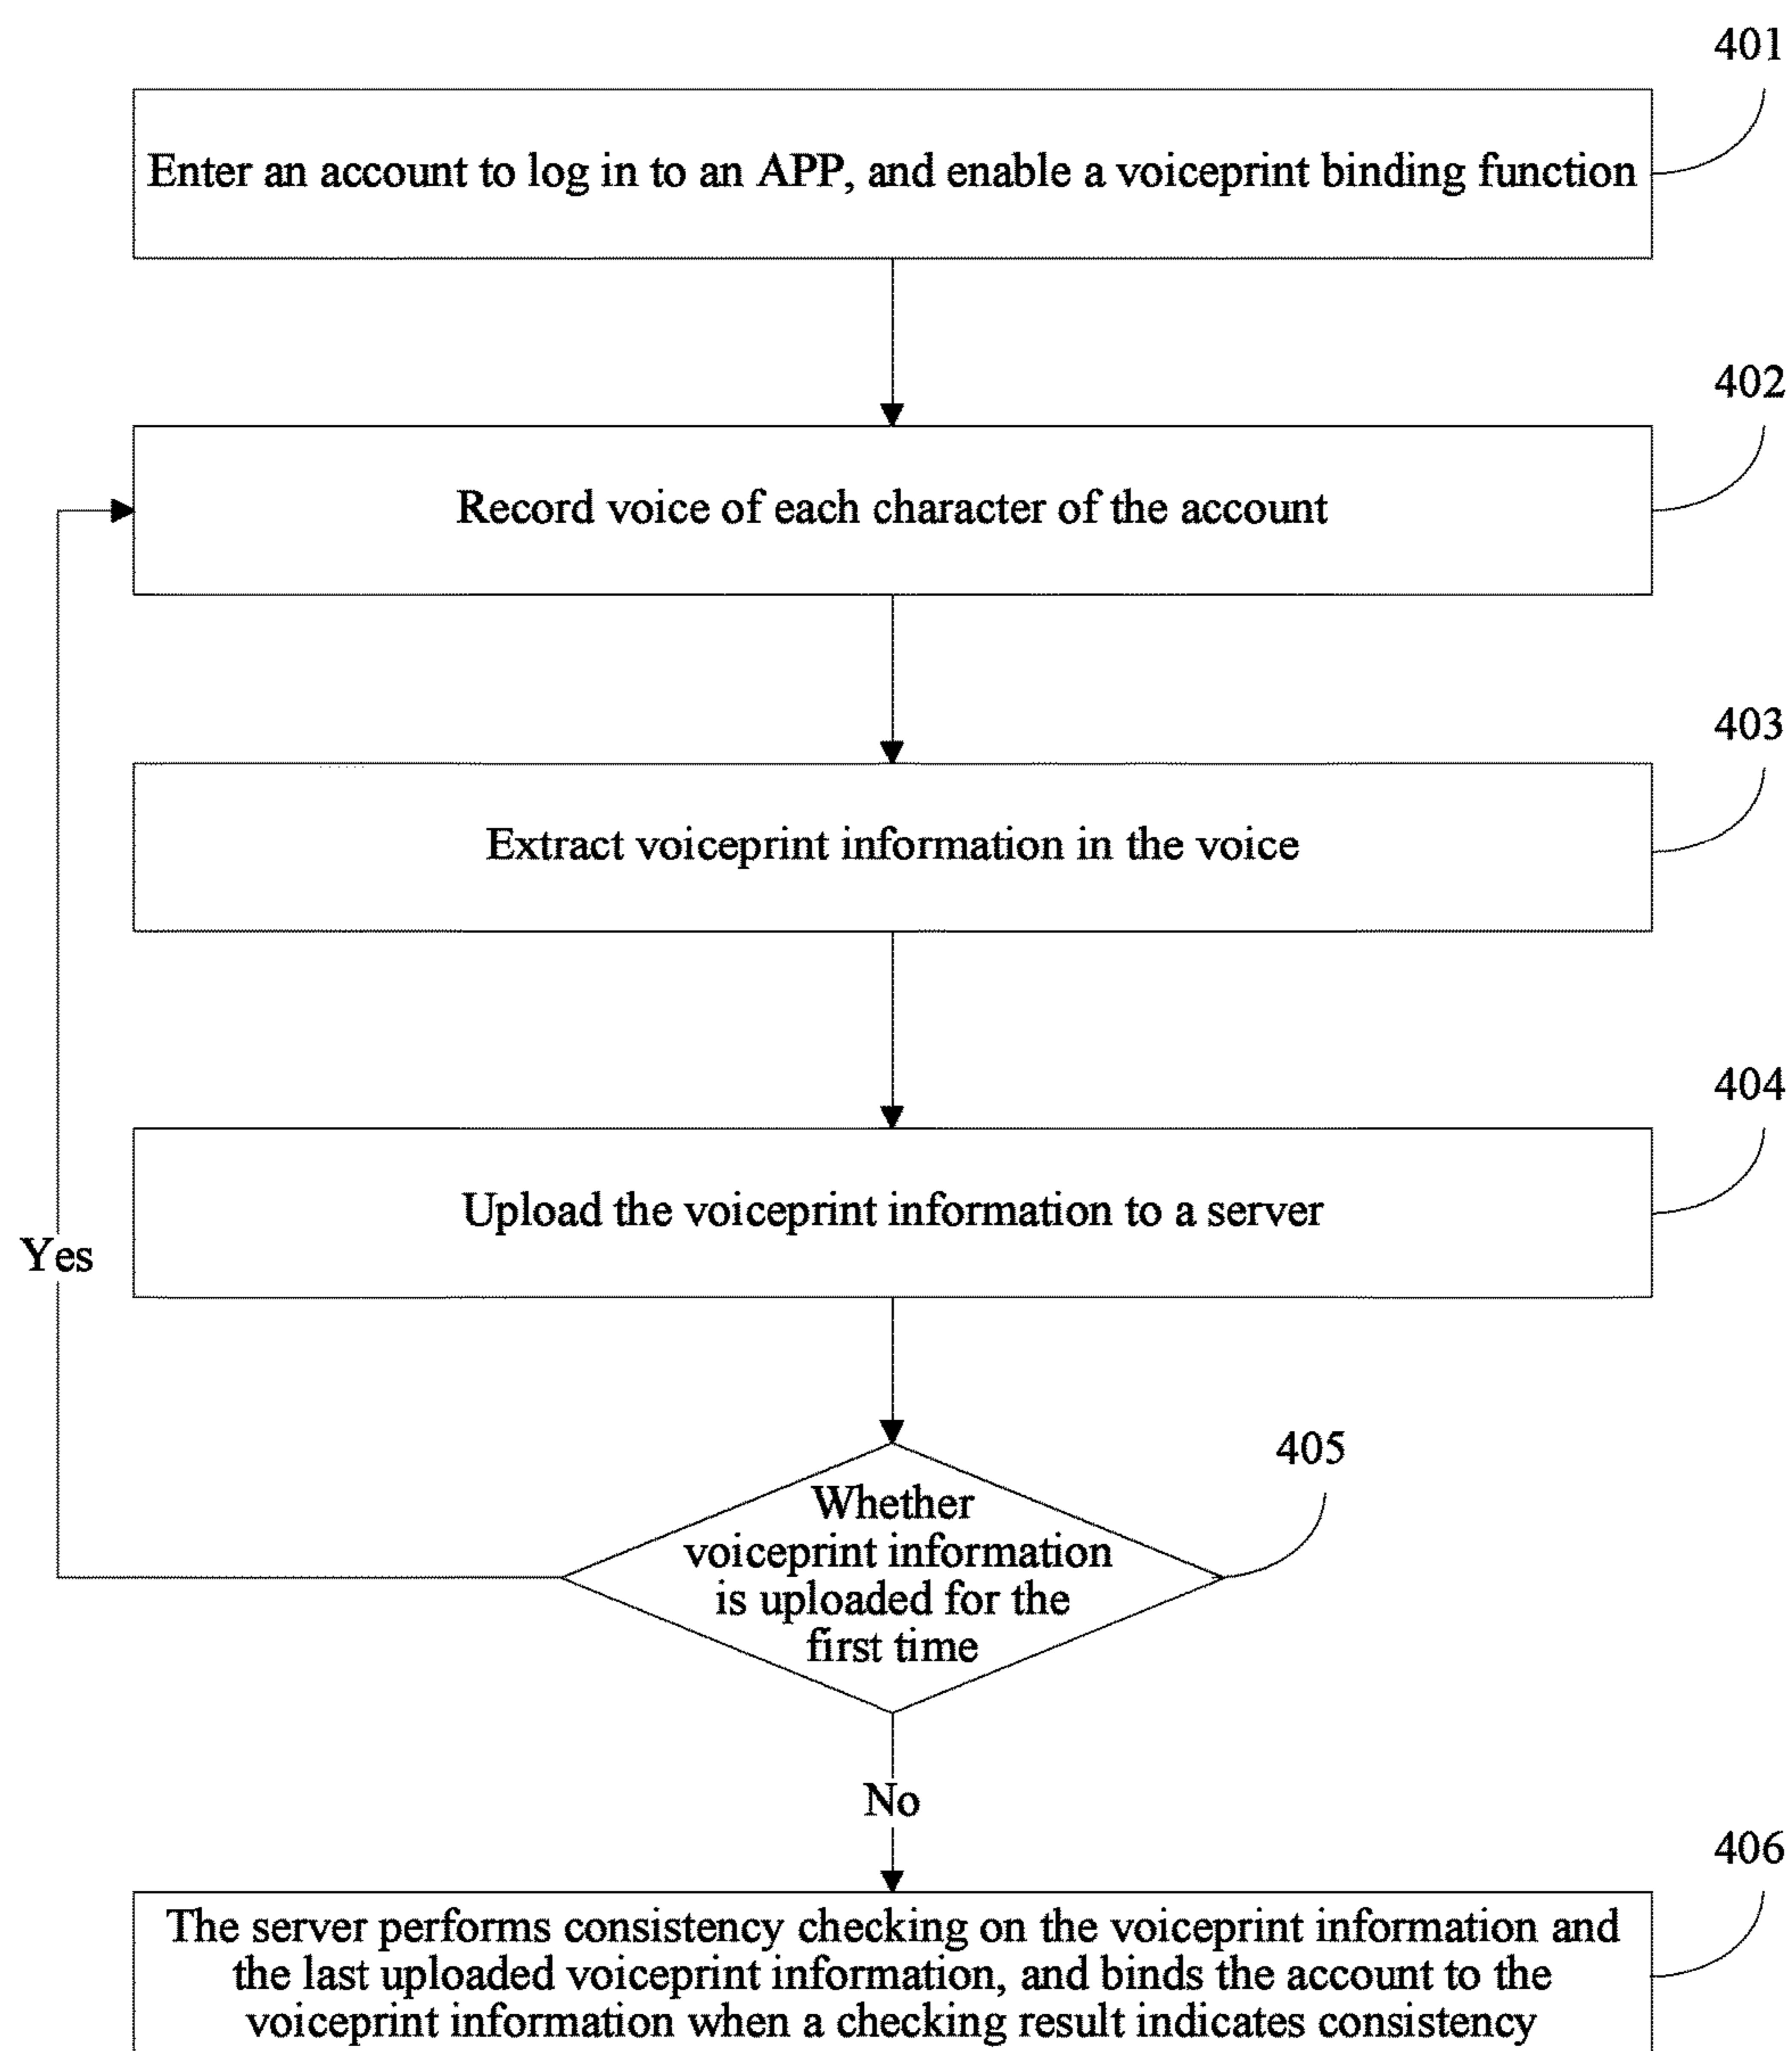 401
Enter an account to log in to an APP, and enable a voiceprint binding function
402
Record voice of each character of the account
403
Extract voiceprint information in the voice
404
Upload the voiceprint information to a server
Yes
405
Whether
voiceprint information
is uploaded for the
first time
No
406
The server performs consistency checking on the voiceprint information and
the last uploaded voiceprint information, and binds the account to the
voiceprint information when a checking result indicates consistency